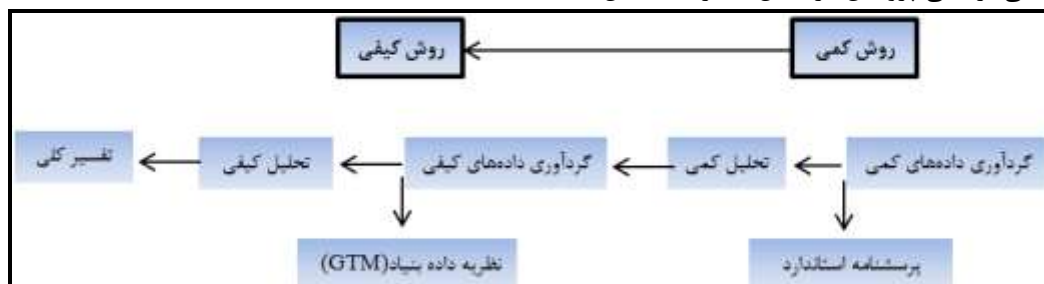 روش کمی
روش کیفی
گردآوری داده‌های کمی
تحلیل کمی
گردآوری داده‌های کیفی
تحلیل کیفی
تفسیر کلی
پرسشنامه استاندارد
نظریه داده بنیاد(GTM)